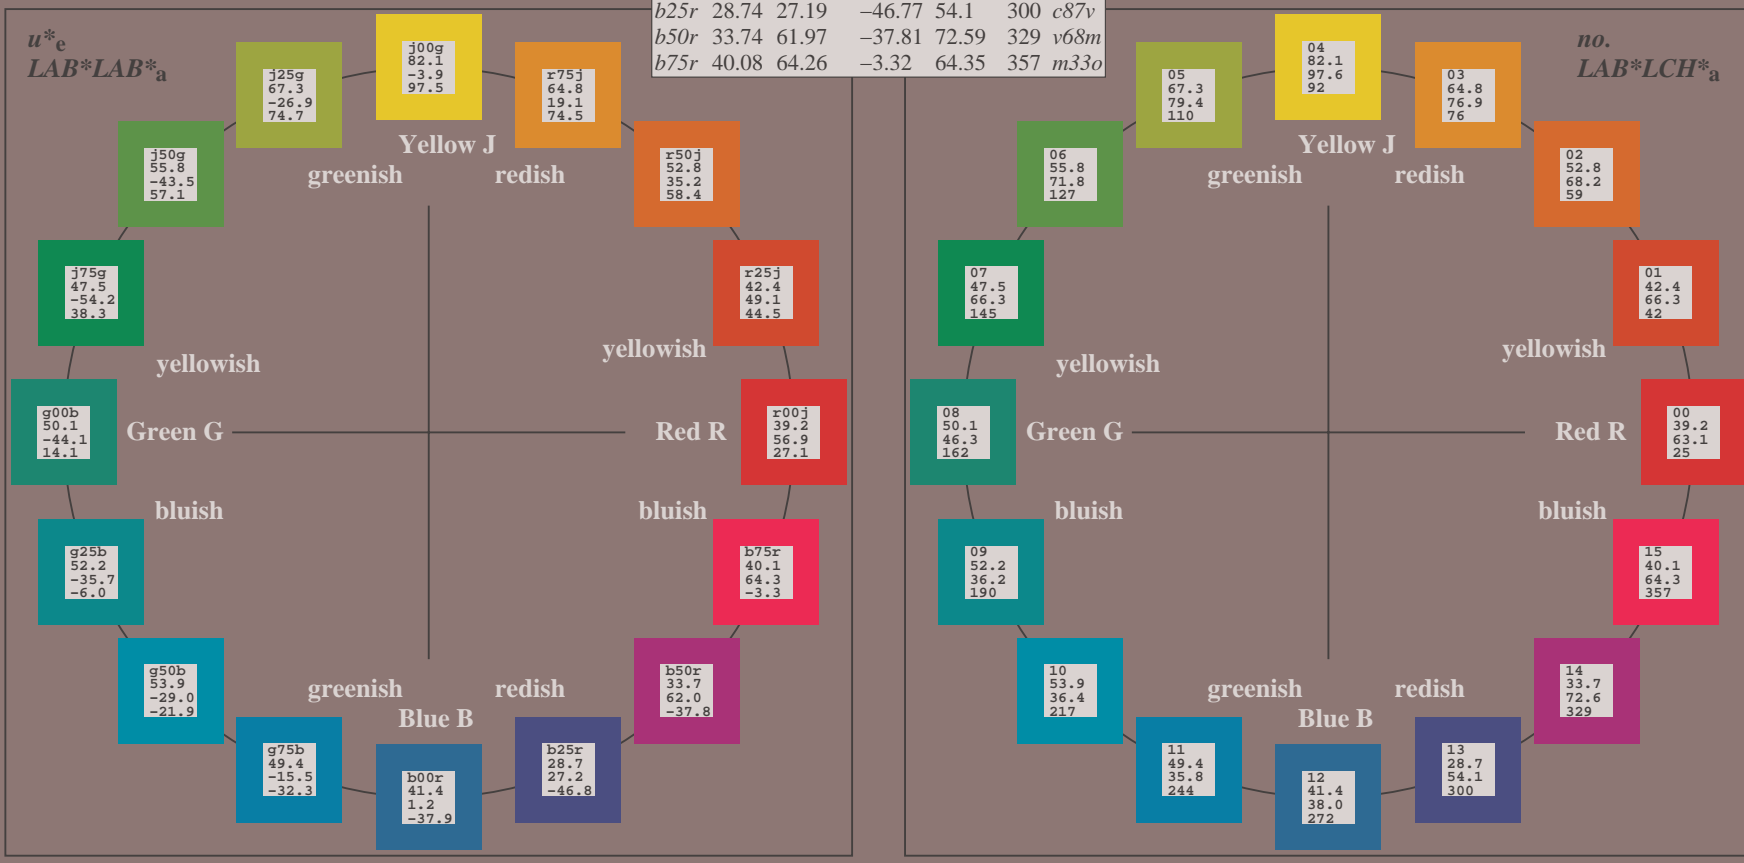 b25r 28.74 27.19 −46.77 54.1 300 c87v
b50r 33.74 61.97 −37.81 72.59 329 v68m
b75r 40.08 64.26 −3.32 64.35 357 m33o
u*e
LAB*LAB*a
j00g
82.1
-3.9
97.5
j25g
67.3
-26.9
74.7
r75j
64.8
19.1
74.5
Yellow J
greenish redish
j50g
55.8
-43.5
57.1
r50j
52.8
35.2
58.4
j75g
47.5
-54.2
38.3
r25j
42.4
49.1
44.5
yellowish
yellowish
g00b
50.1
-44.1
14.1
Green G
Red R
r00j
39.2
56.9
27.1
bluish
bluish
g25b
52.2
-35.7
-6.0
b75r
40.1
64.3
-3.3
g50b
53.9
-29.0
-21.9
b50r
33.7
62.0
-37.8
greenish redish
Blue B
g75b
49.4
-15.5
-32.3
b00r
41.4
1.2
-37.9
b25r
28.7
27.2
-46.8
no.
LAB*LCH*a
04
82.1
97.6
92
05
67.3
79.4
110
03
64.8
76.9
76
Yellow J
greenish redish
06
55.8
71.8
127
02
52.8
68.2
59
07
47.5
66.3
145
01
42.4
66.3
42
yellowish
yellowish
08
50.1
46.3
162
Green G
Red R
00
39.2
63.1
25
bluish
bluish
09
52.2
36.2
190
15
40.1
64.3
357
10
53.9
36.4
217
14
33.7
72.6
329
greenish redish
Blue B
11
49.4
35.8
244
12
41.4
38.0
272
13
28.7
54.1
300